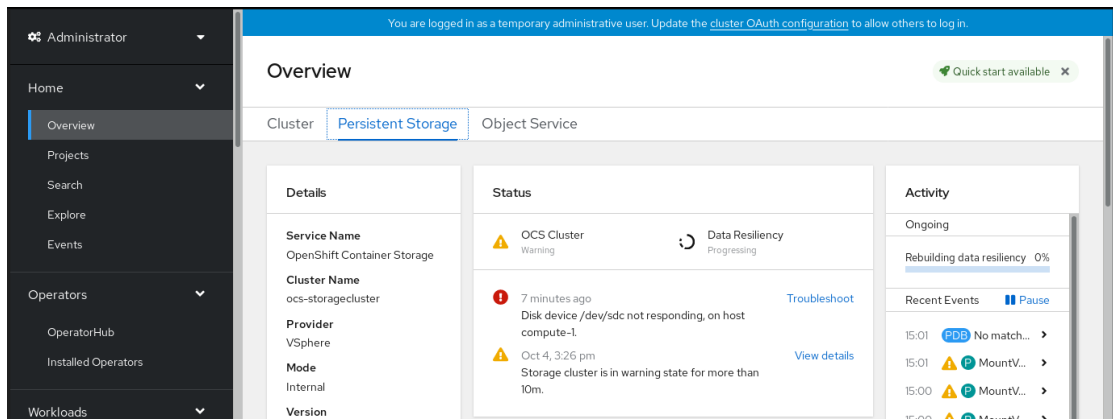 You are logged in as a temporary administrative user. Update the cluster OAuth configuration to allow others to log in.
Administrator
Home
Overview
Projects
Search
Explore
Events
Operators
OperatorHub
Installed Operators
Workloads
Overview
Quick start available
Cluster
Persistent Storage
Object Service
Details
Service Name
OpenShift Container Storage
Cluster Name
ocs-storagecluster
Provider
VSphere
Mode
Internal
Version
Status
OCS Cluster
Warning
Data Resiliency
Progressing
7 minutes ago
Troubleshoot
Disk device /dev/sdc not responding, on host
compute-1.
Oct 4, 3:26 pm
View details
Storage cluster is in warning state for more than
10m.
Activity
Ongoing
Rebuilding data resiliency 0%
Recent Events
Pause
15:01 PDB No match...
15:01 P MountV...
15:00 P MountV...
15:00 P MountV...